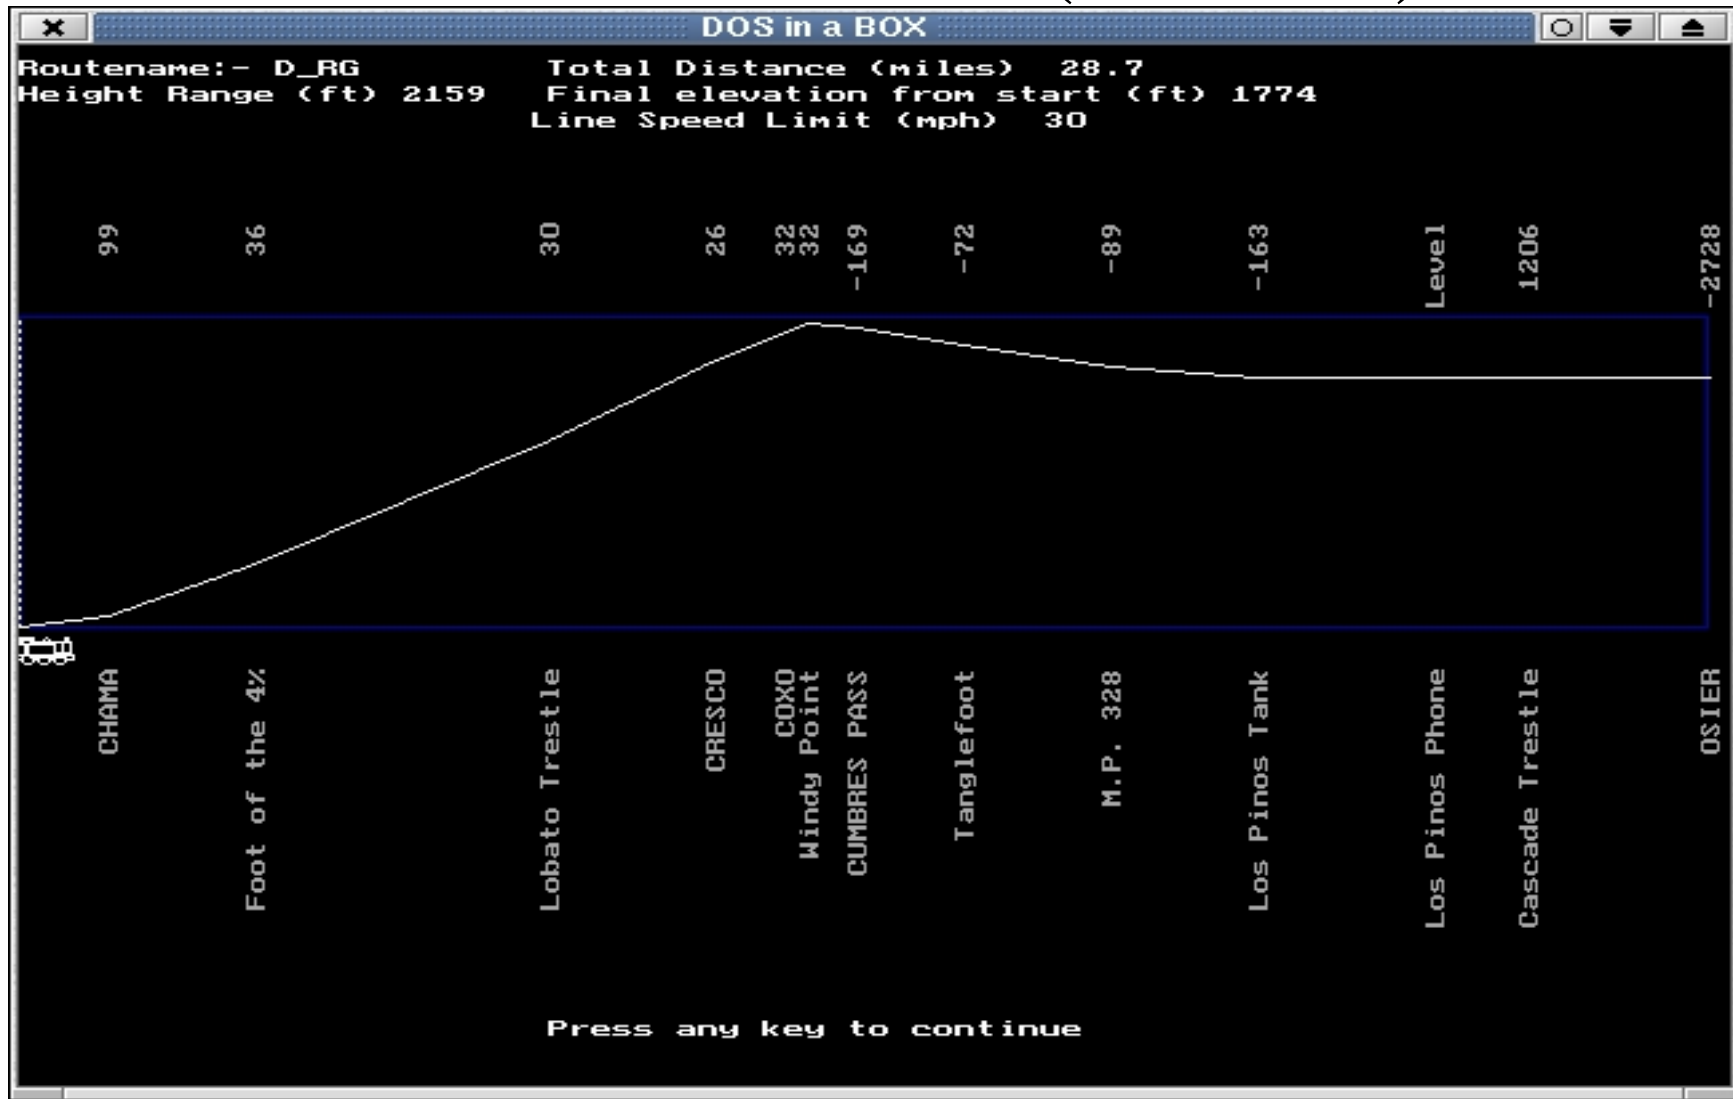 DOS in a BOX
Routename:- D_RG Total Distance (miles) 28.7
Height Range (ft) 2159 Final elevation from start (ft) 1774
Line Speed Limit (mph) 30
99
36
30
26
32
32
-169
-72
-89
-163
Level
1206
-2728
CHAMA
Foot of the 4%
Lobato Trestle
CRESCO
COXO
Windy Point
CUMBRES PASS
Tanglefoot
M.P. 328
Los Pinos Tank
Los Pinos Phone
Cascade Trestle
OSIER
Press any key to continue